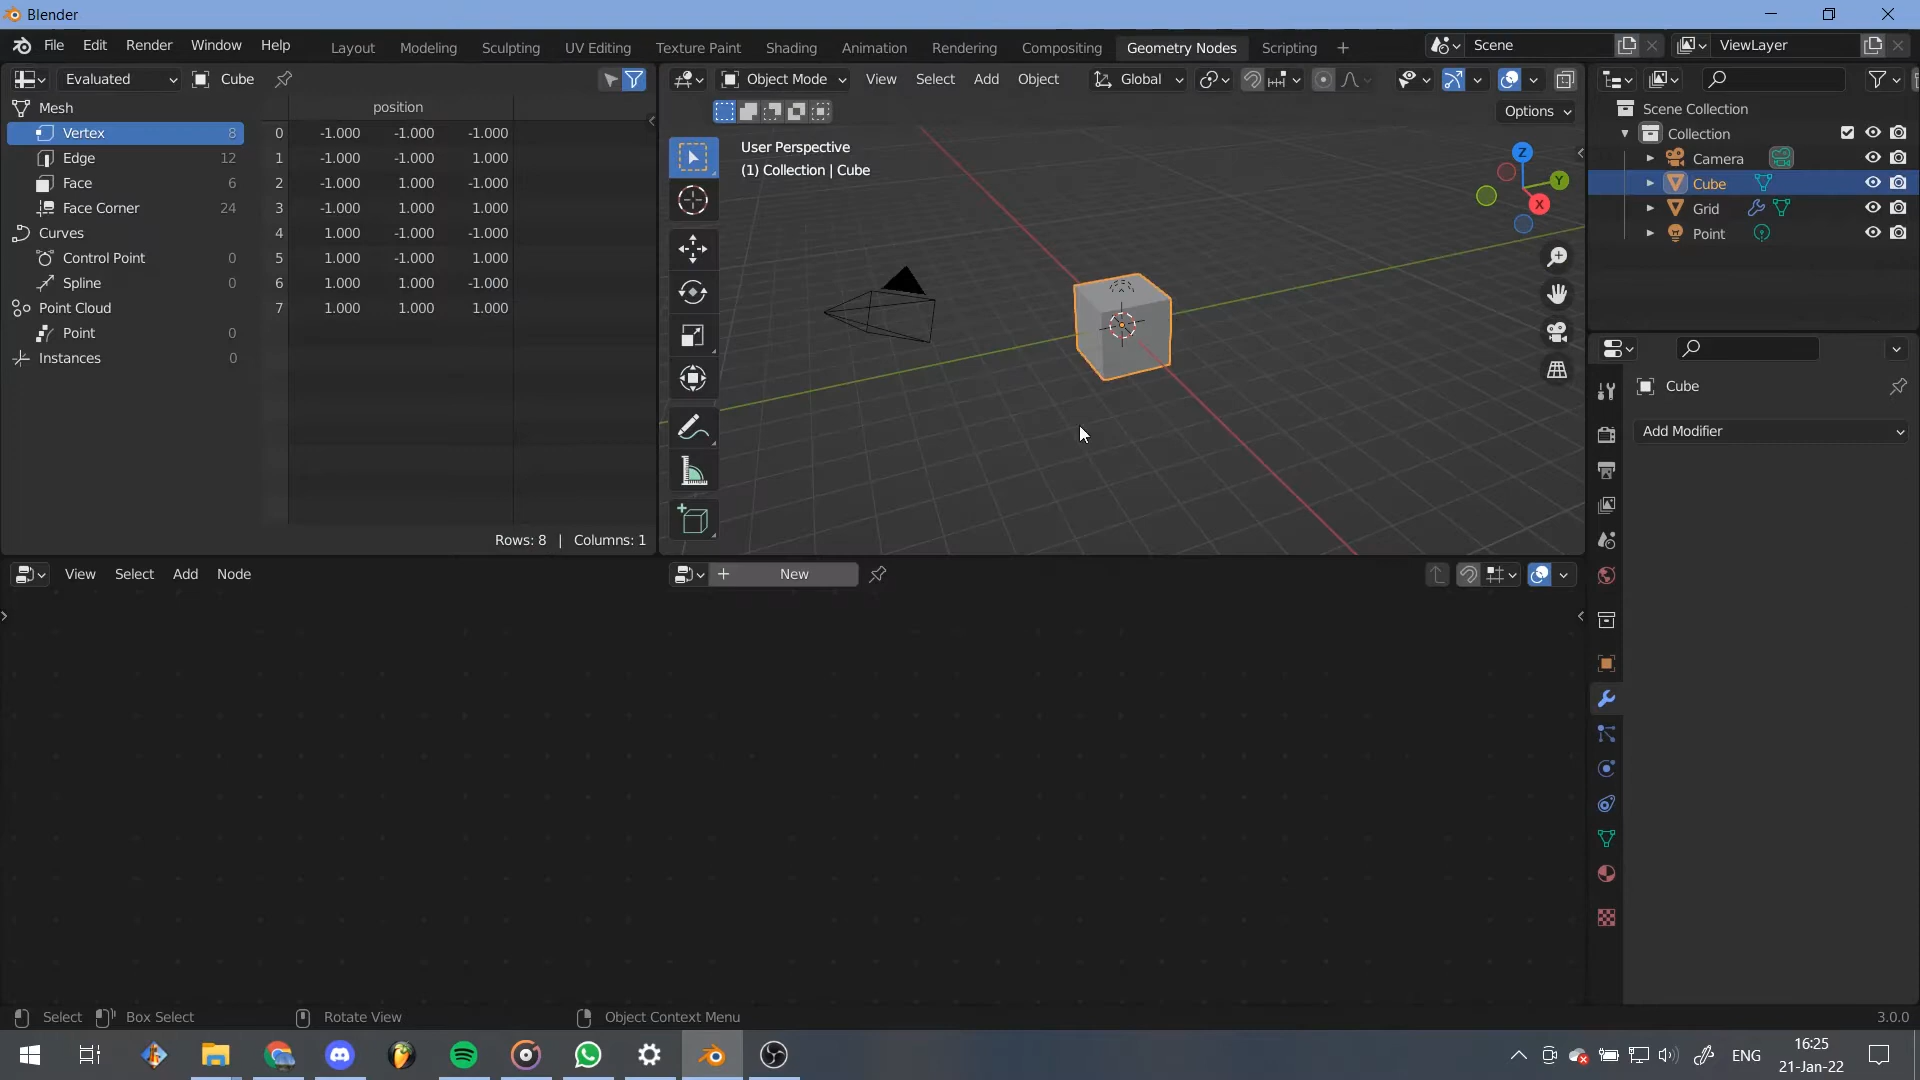 Blender
File Edit Render Window Help
Layout Modeling Sculpting UV Editing Texture Paint Shading Animation Rendering Compositing Geometry Nodes Scripting +
Scene
ViewLayer
Evaluated
Cube
Object Mode
View Select Add Object
Global
Options
Mesh
Vertex 8
Edge 12
Face 6
Face Corner 24
Curves
Control Point 0
Spline 0
Point Cloud
Point 0
Instances 0
position
0 -1.000 -1.000 -1.000
1 -1.000 -1.000 1.000
2 -1.000 1.000 -1.000
3 -1.000 1.000 1.000
4 1.000 -1.000 -1.000
5 1.000 -1.000 1.000
6 1.000 1.000 -1.000
7 1.000 1.000 1.000
Rows: 8 | Columns: 1
User Perspective
(1) Collection | Cube
Z
Y
X
Scene Collection
Collection
Camera
Cube
Grid
Point
Cube
Add Modifier
View Select Add Node
+ New
Select
Box Select
Rotate View
Object Context Menu
3.0.0
ENG
16:25
21-Jan-22